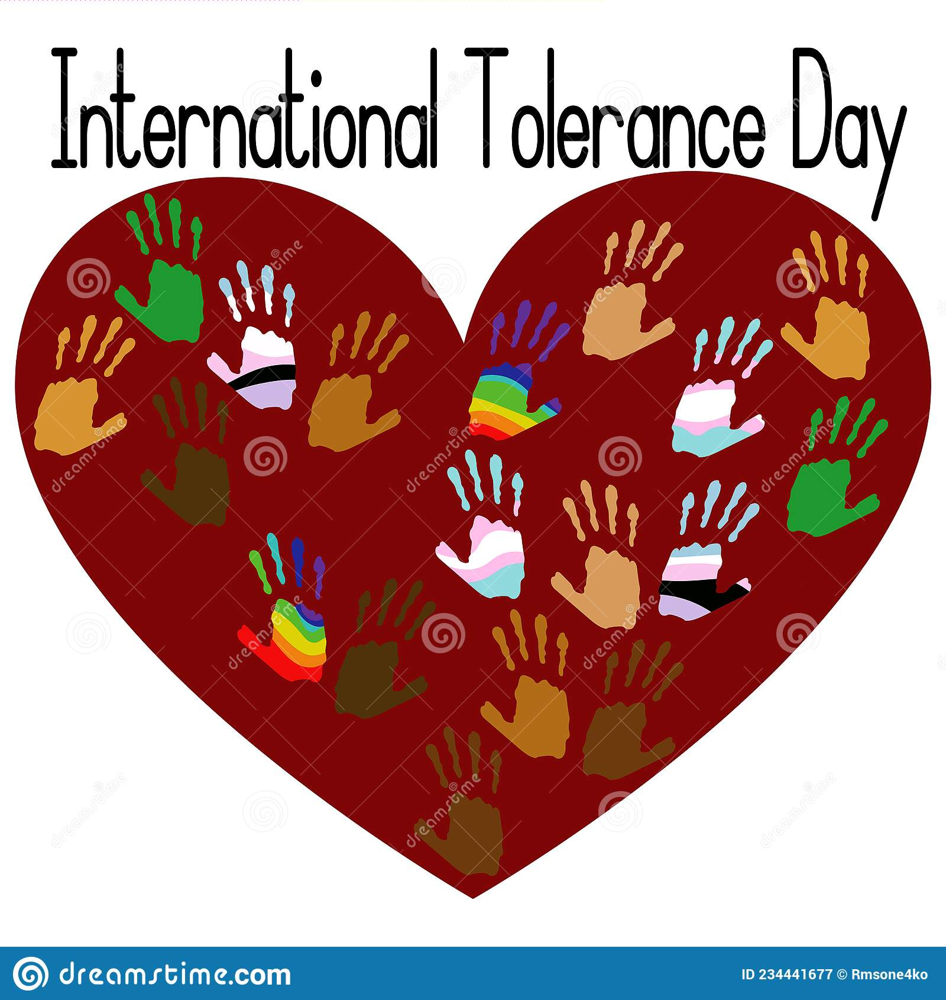 International Tolerance Day
dreamstime.com
ID 234441677 © Rmsone4ko